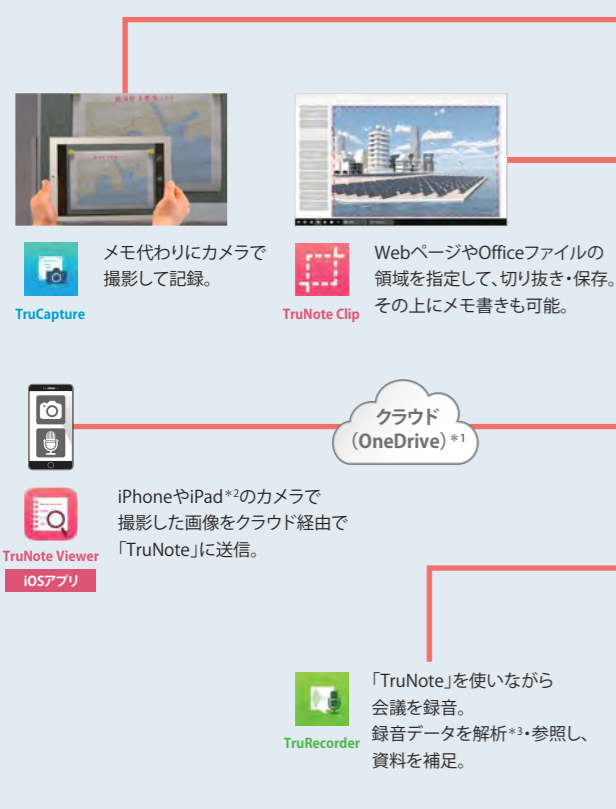 メモ代わりにカメラで
撮影して記録。
TruCapture
WebページやOfficeファイルの
領域を指定して、切り抜き・保存。
その上にメモ書きも可能。
TruNote Clip
クラウド
（OneDrive）*1
iPhoneやiPad*2のカメラで
撮影した画像をクラウド経由で
「TruNote」に送信。
TruNote Viewer
iOSアプリ
「TruNote」を使いながら
会議を録音。
録音データを解析*3・参照し、
資料を補足。
TruRecorder